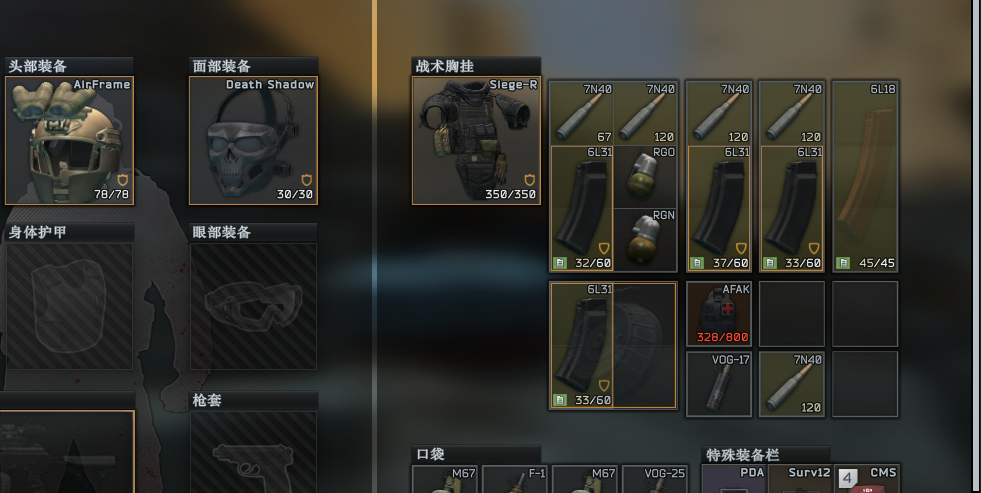 头部装备
面部装备
战术胸挂
AirFrame
78/78
Death Shadow
30/30
Siege-R
350/350
7N40
67
7N40
120
7N40
120
7N40
120
6L18
45/45
6L31
32/60
RGO
RGN
6L31
37/60
6L31
33/60
身体护甲
眼部装备
6L31
33/60
AFAK
328/800
VOG-17
7N40
120
枪套
口袋
特殊装备栏
M67
F-1
M67
VOG-25
PDA
Surv12
4
CMS